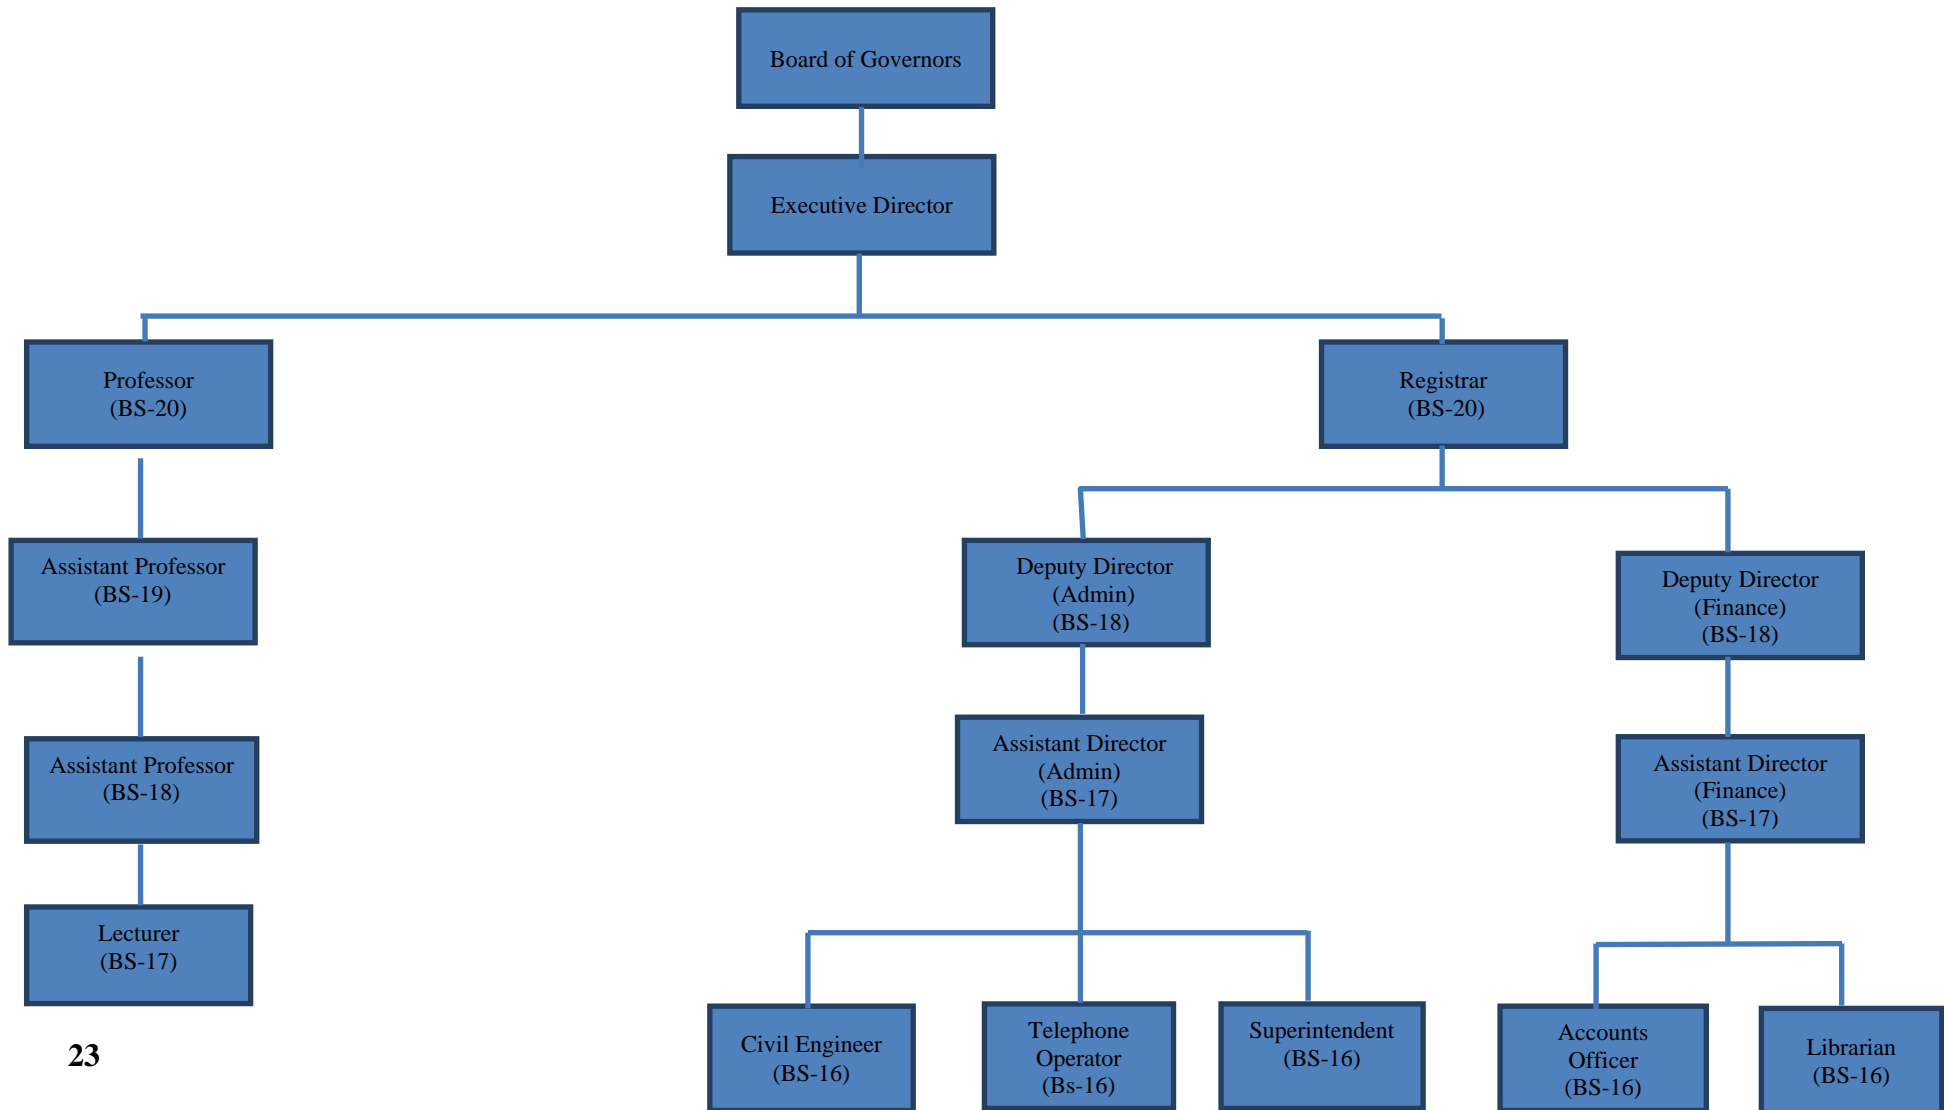 Board of Governors
Executive Director
Professor
(BS-20)
Registrar
(BS-20)
Assistant Professor
(BS-19)
Deputy Director
(Admin)
(BS-18)
Deputy Director
(Finance)
(BS-18)
Assistant Professor
(BS-18)
Assistant Director
(Admin)
(BS-17)
Assistant Director
(Finance)
(BS-17)
Lecturer
(BS-17)
Civil Engineer
(BS-16)
Telephone
Operator
(Bs-16)
Superintendent
(BS-16)
Accounts
Officer
(BS-16)
Librarian
(BS-16)
23